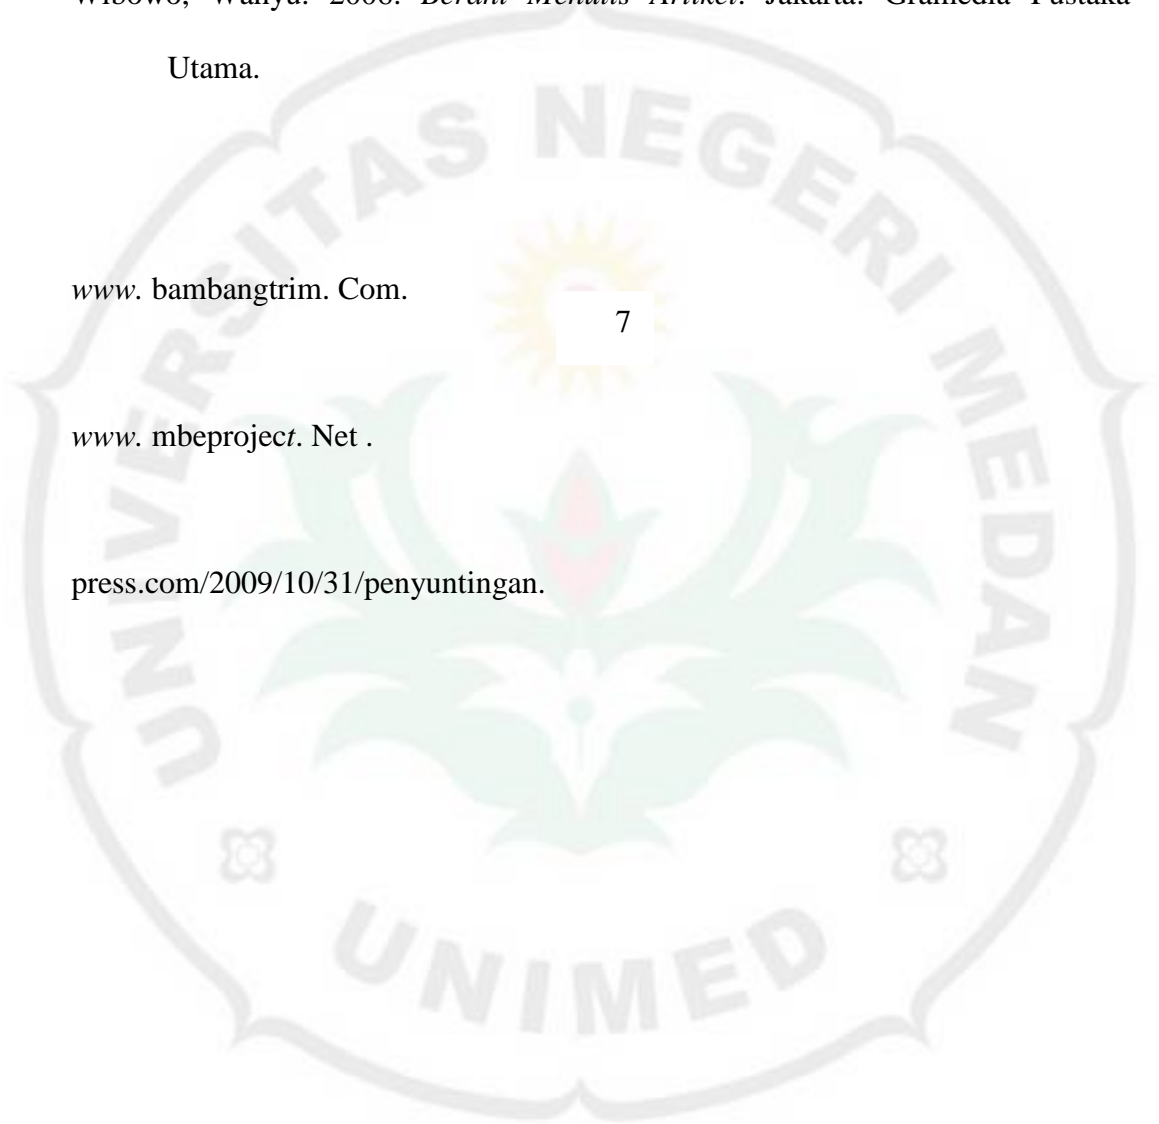 Wibowo, Wahyu. 2006. Berani Menulis Artikel. Jakarta: Gramedia Pustaka
Utama.
UNIVERSITAS NEGERI MEDAN
www. bambangtrim. Com.
7
www. mbeproject. Net .
press.com/2009/10/31/penyuntingan.
UNIMED